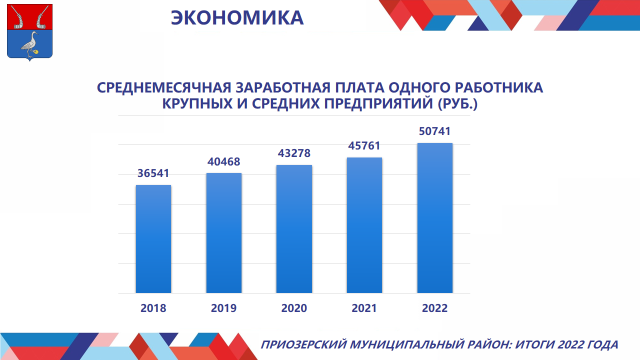 ЭКОНОМИКА
СРЕДНЕМЕСЯЧНАЯ ЗАРАБОТНАЯ ПЛАТА ОДНОГО РАБОТНИКА
КРУПНЫХ И СРЕДНИХ ПРЕДПРИЯТИЙ (РУБ.)
36541
40468
43278
45761
50741
2018
2019
2020
2021
2022
ПРИОЗЕРСКИЙ МУНИЦИПАЛЬНЫЙ РАЙОН: ИТОГИ 2022 ГОДА